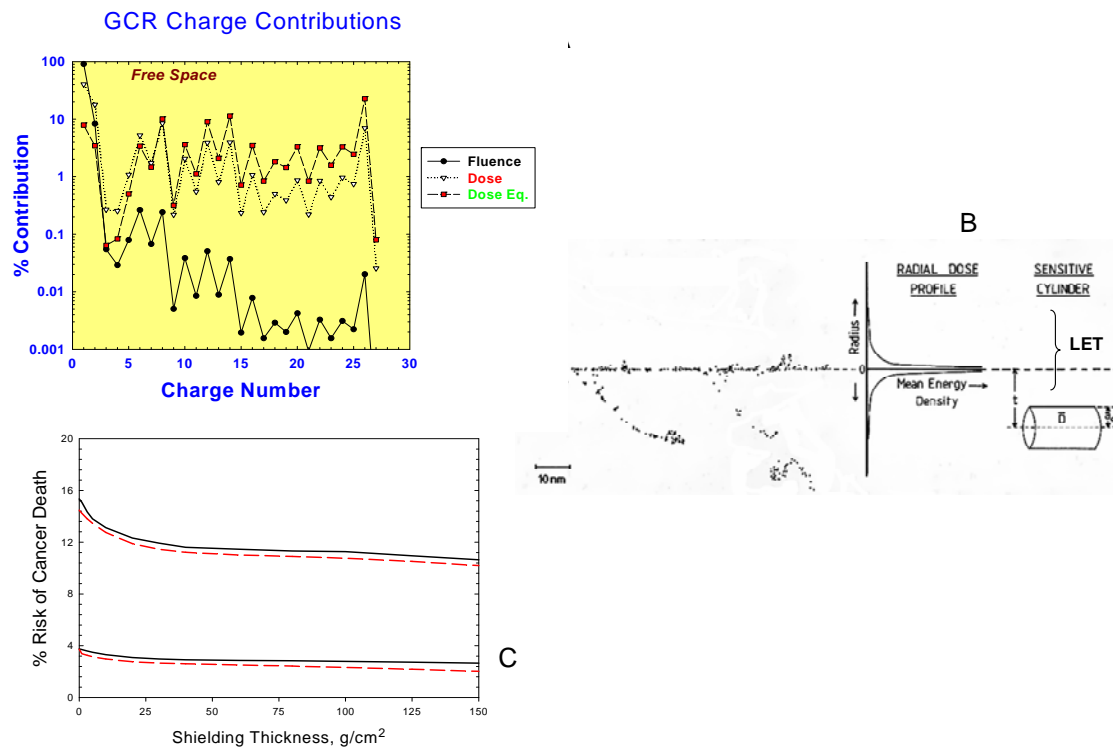 GCR Charge Contributions
Free Space
% Contribution
100
10
1
0.1
0.01
0.001
0 5 10 15 20 25 30
Charge Number
Fluence
Dose
Dose Eq.
B
RADIAL DOSE
PROFILE
SENSITIVE
CYLINDER
Radius
0
Mean Energy
Density
LET
t
D̅
10 nm
% Risk of Cancer Death
20
16
12
8
4
0
0 25 50 75 100 125 150
Shielding Thickness, g/cm²
C